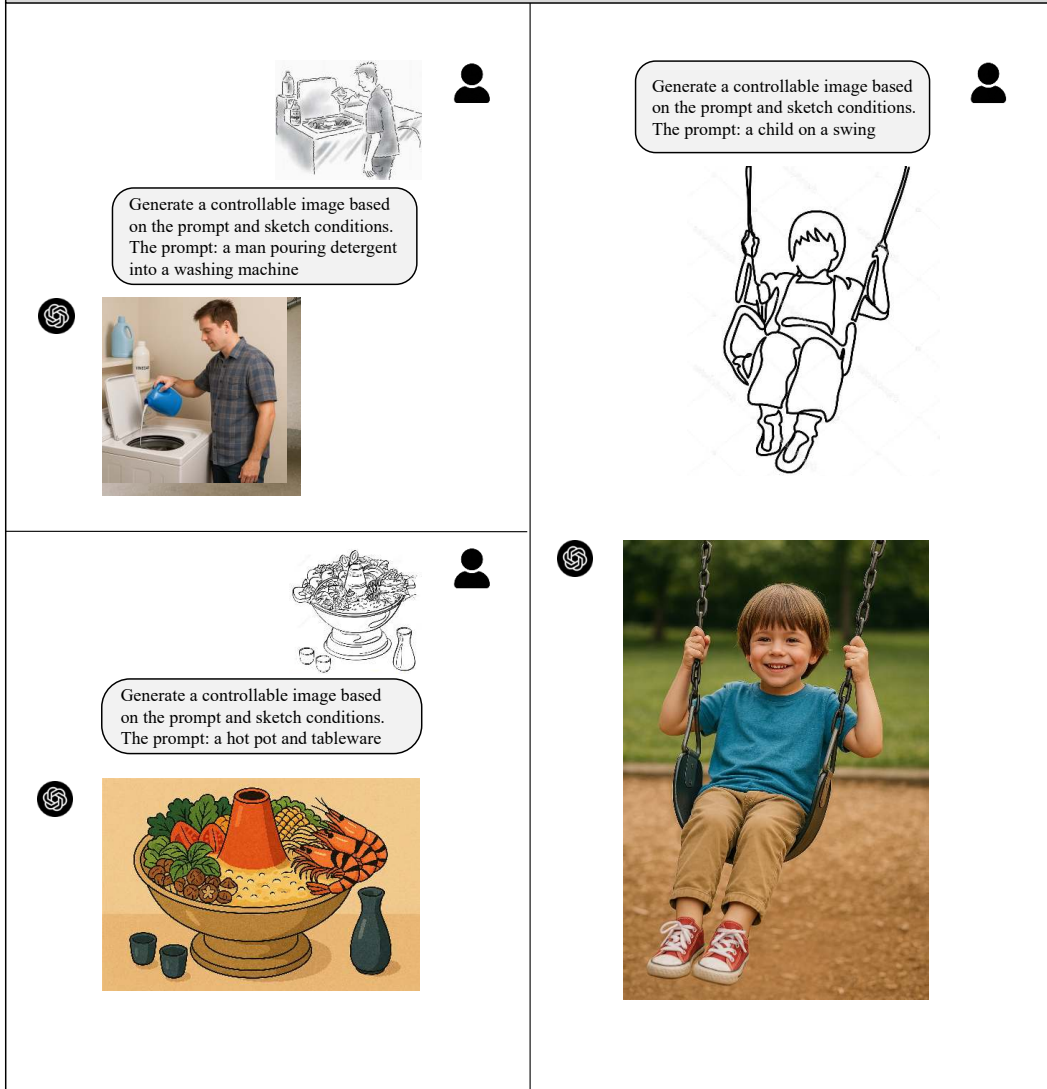 Generate a controllable image based
on the prompt and sketch conditions.
The prompt: a man pouring detergent
into a washing machine
Generate a controllable image based
on the prompt and sketch conditions.
The prompt: a hot pot and tableware
Generate a controllable image based
on the prompt and sketch conditions.
The prompt: a child on a swing